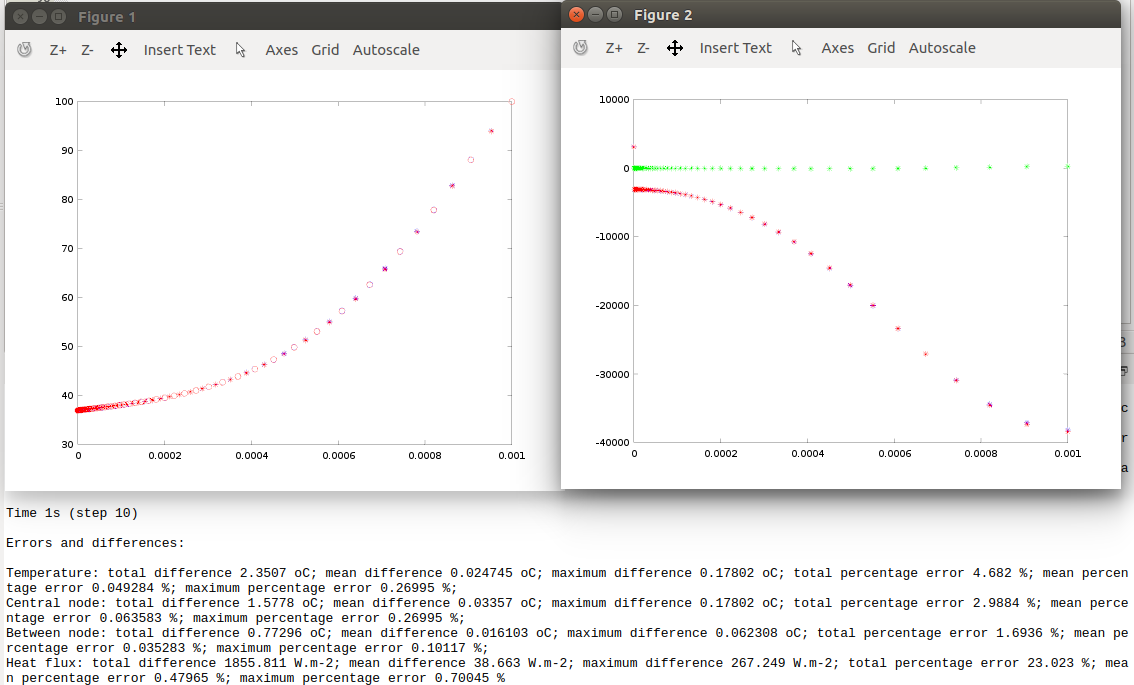 Figure 1
Z+ Z- Insert Text Axes Grid Autoscale
100
90
80
70
60
50
40
30
0 0.0002 0.0004 0.0006 0.0008 0.001
Figure 2
Z+ Z- Insert Text Axes Grid Autoscale
10000
0
-10000
-20000
-30000
-40000
0 0.0002 0.0004 0.0006 0.0008 0.001
3
c
r
a
Time 1s (step 10)
Errors and differences:
Temperature: total difference 2.3507 oC; mean difference 0.024745 oC; maximum difference 0.17802 oC; total percentage error 4.682 %; mean percen
tage error 0.049284 %; maximum percentage error 0.26995 %;
Central node: total difference 1.5778 oC; mean difference 0.03357 oC; maximum difference 0.17802 oC; total percentage error 2.9884 %; mean perce
ntage error 0.063583 %; maximum percentage error 0.26995 %;
Between node: total difference 0.77296 oC; mean difference 0.016103 oC; maximum difference 0.062308 oC; total percentage error 1.6936 %; mean pe
rcentage error 0.035283 %; maximum percentage error 0.10117 %;
Heat flux: total difference 1855.811 W.m-2; mean difference 38.663 W.m-2; maximum difference 267.249 W.m-2; total percentage error 23.023 %; mea
n percentage error 0.47965 %; maximum percentage error 0.70045 %